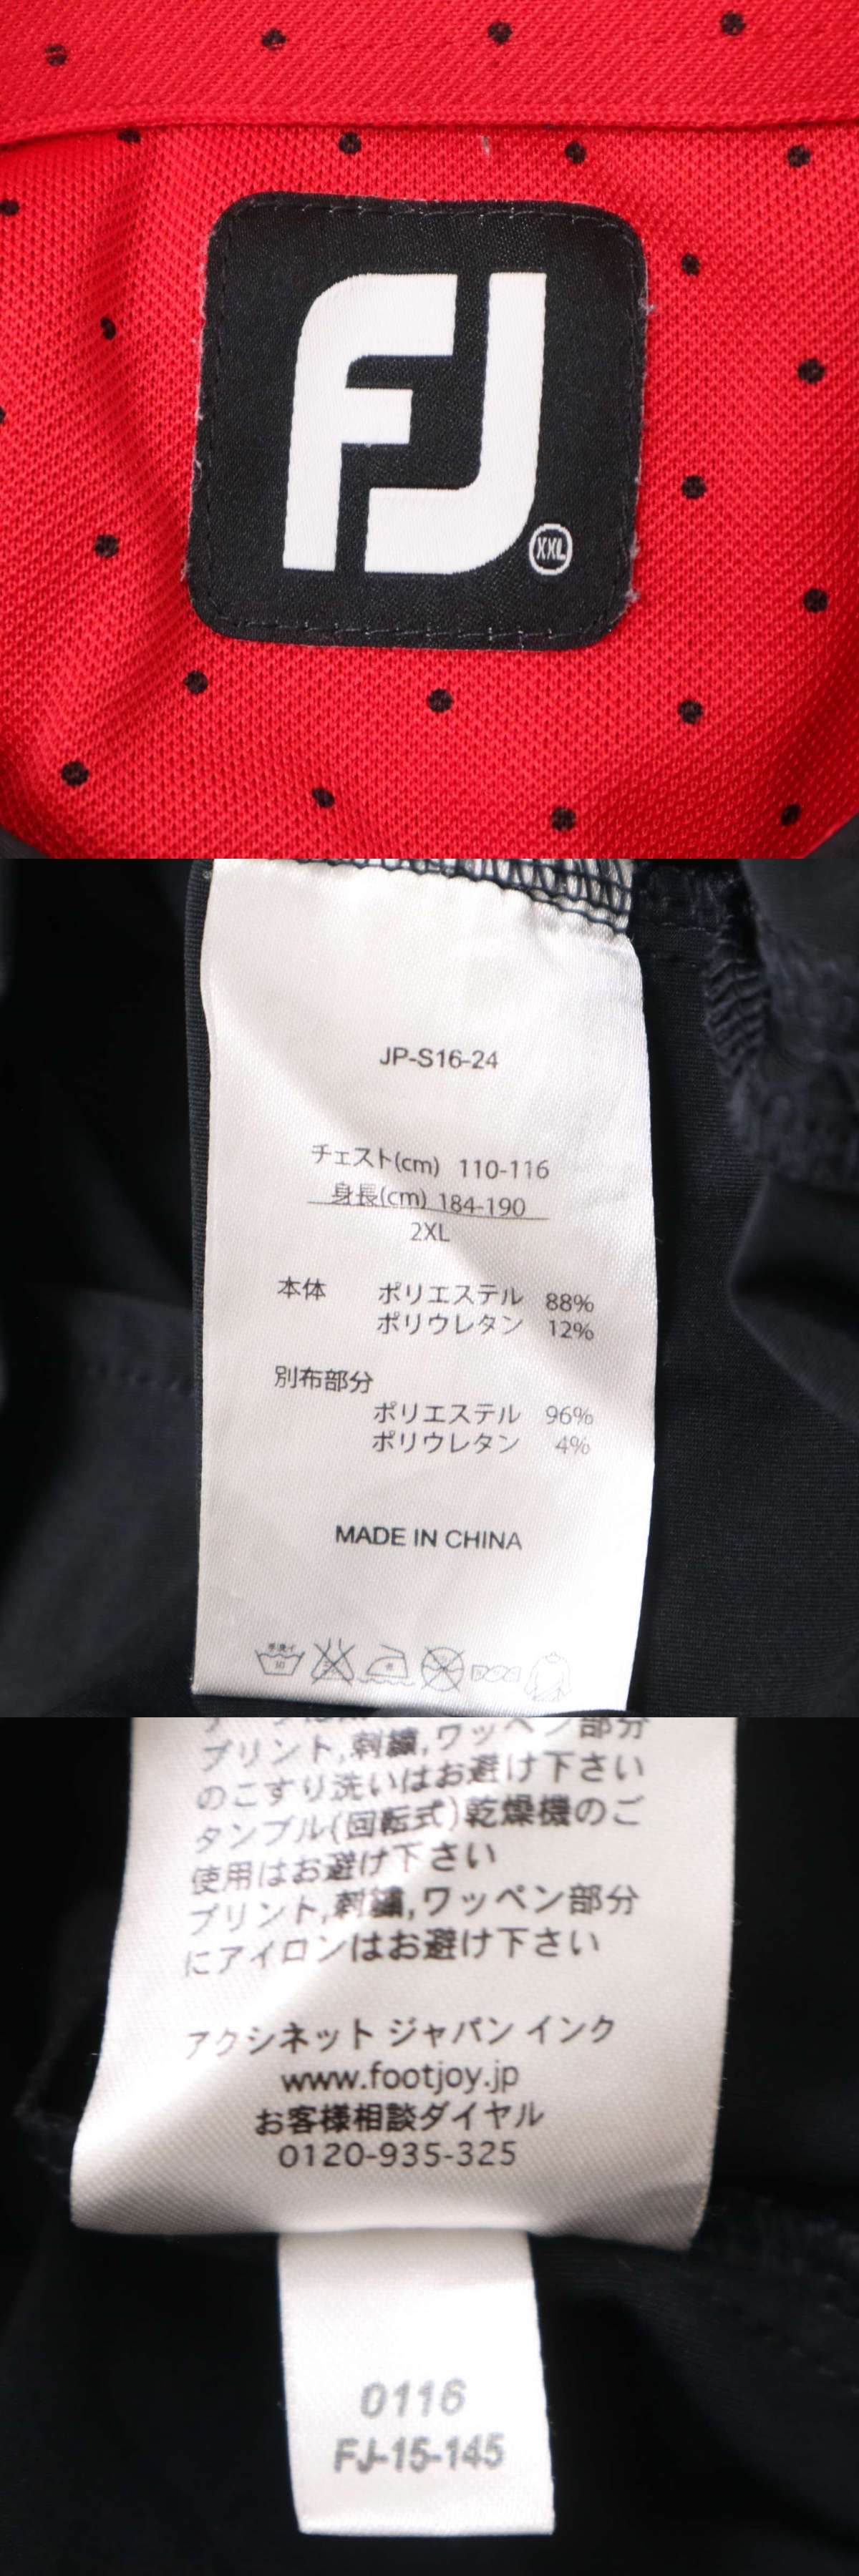 FJ
XXL
JP-S16-24
チェスト(cm) 110-116
身長(cm) 184-190
2XL
本体 ポリエステル 88%
ポリウレタン 12%
別布部分
ポリエステル 96%
ポリウレタン 4%
MADE IN CHINA
プリント,刺繍,ワッペン部分
のこすり洗いはお避け下さい
タンブル(回転式)乾燥機のご
使用はお避け下さい
プリント,刺繍,ワッペン部分
にアイロンはお避け下さい
アクシネット ジャパン インク
www.footjoy.jp
お客様相談ダイヤル
0120-935-325
0116
FJ-15-145